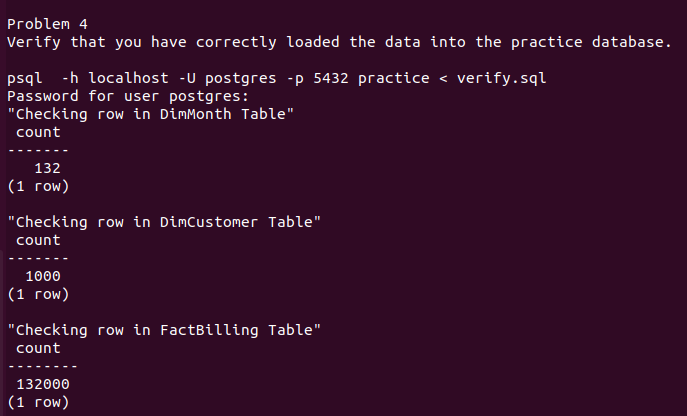 Problem 4
Verify that you have correctly loaded the data into the practice database.
psql  -h localhost -U postgres -p 5432 practice < verify.sql
Password for user postgres:
"Checking row in DimMonth Table"
 count
-------
   132
(1 row)
"Checking row in DimCustomer Table"
 count
-------
  1000
(1 row)
"Checking row in FactBilling Table"
 count
--------
 132000
(1 row)